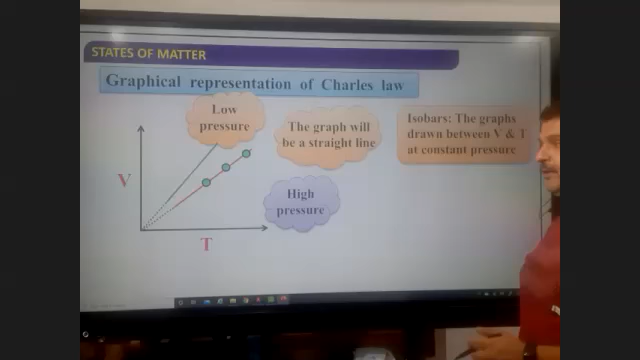 STATES OF MATTER
Graphical representation of Charles law
Low
pressure
The graph will
be a straight line
Isobars: The graphs
drawn between V & T
at constant pressure
V
High
pressure
T